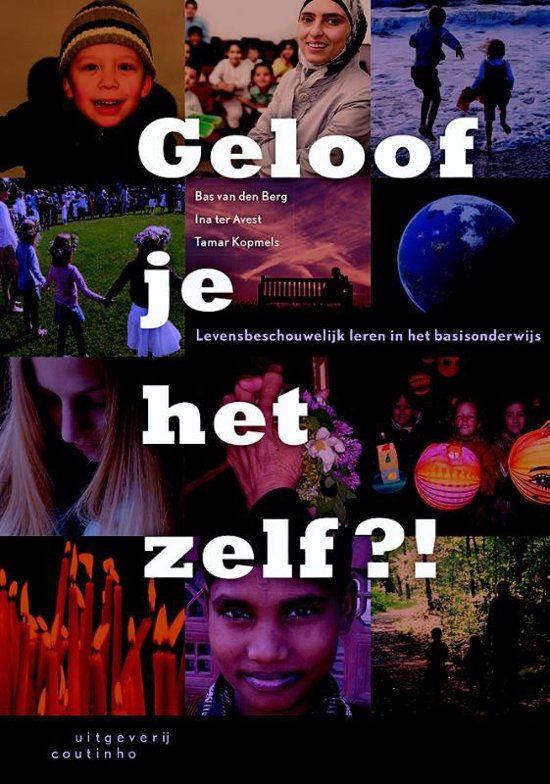 Geloof
Bas van den Berg
Ina ter Avest
Tamar Kopmels
je
Levensbeschouwelijk leren in het basisonderwijs
het
zelf?!
uitgeverij
coutinho